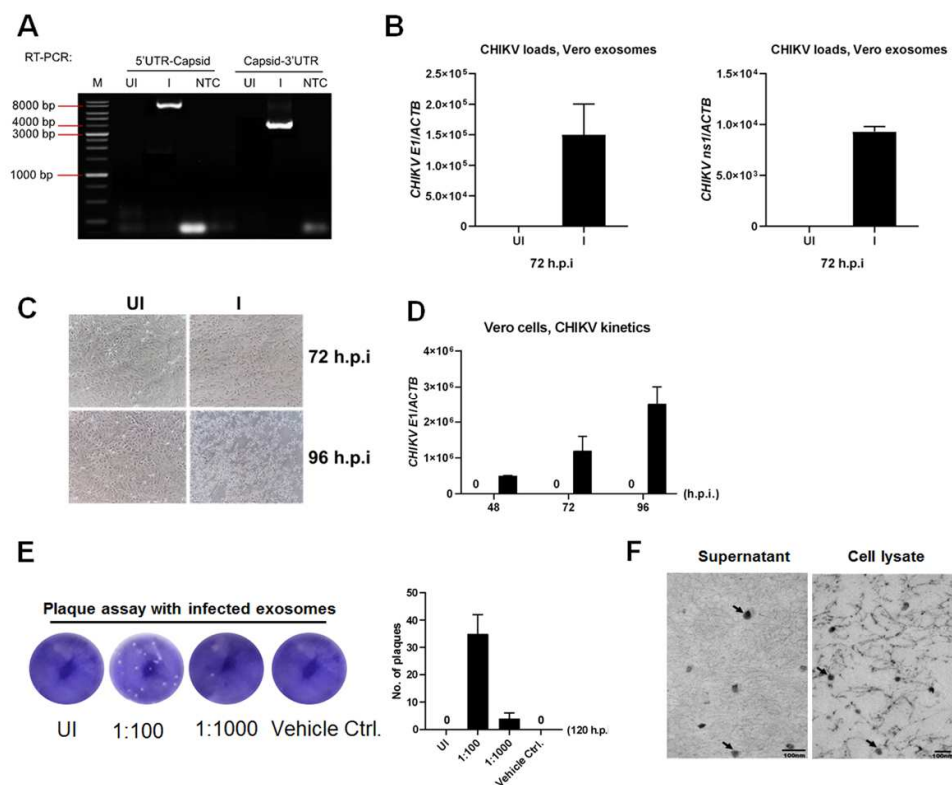 A
RT-PCR:
5'UTR-Capsid
Capsid-3'UTR
M
UI
I
NTC
UI
I
NTC
8000 bp
4000 bp
3000 bp
1000 bp
B
CHIKV loads, Vero exosomes
CHIKV E1/ACTB
2.5×10⁵
2.0×10⁵
1.5×10⁵
1.0×10⁵
5.0×10⁴
0
UI
I
72 h.p.i
CHIKV loads, Vero exosomes
CHIKV ns1/ACTB
1.5×10⁴
1.0×10⁴
5.0×10³
0
UI
I
72 h.p.i
C
UI
I
72 h.p.i
96 h.p.i
D
Vero cells, CHIKV kinetics
CHIKV E1/ACTB
4×10⁶
3×10⁶
2×10⁶
1×10⁶
0
0
0
0
48
72
96
(h.p.i.)
E
Plaque assay with infected exosomes
UI
1:100
1:1000
Vehicle Ctrl.
No. of plaques
50
40
30
20
10
0
0
0
UI
1:100
1:1000
Vehicle Ctrl.
(120 h.p.i
F
Supernatant
Cell lysate
100nm
100nm